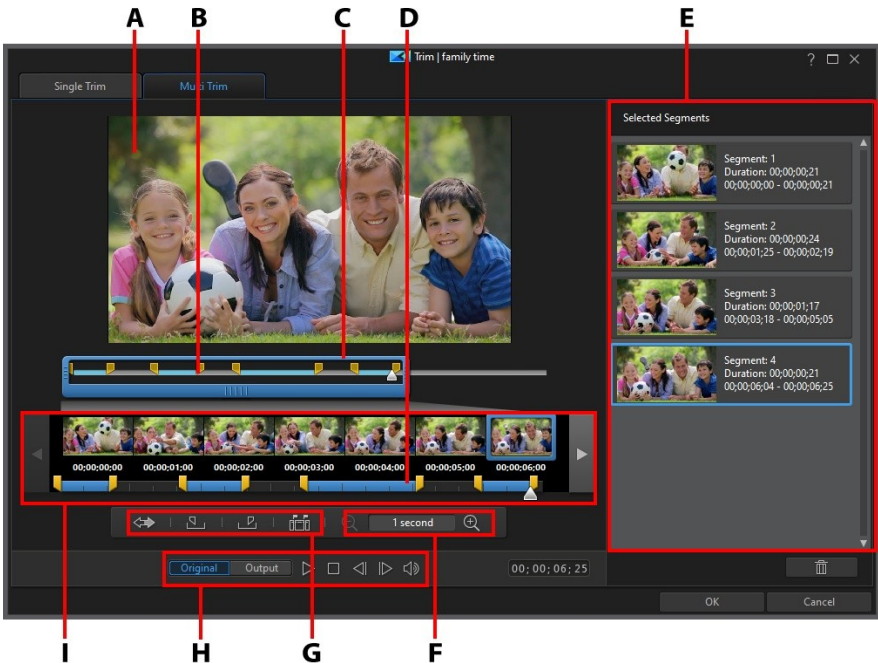 A B C D E
Trim | family time
?
Single Trim
Multi Trim
Selected Segments
Segment: 1
Duration: 00;00;00;21
00;00;00;00 - 00;00;00;21
Segment: 2
Duration: 00;00;00;24
00;00;01;25 - 00;00;02;19
Segment: 3
Duration: 00;00;01;17
00;00;03;18 - 00;00;05;05
Segment: 4
Duration: 00;00;00;21
00;00;06;04 - 00;00;06;25
00;00;00;00 00;00;01;00 00;00;02;00 00;00;03;00 00;00;04;00 00;00;05;00 00;00;06;00
1 second
Original Output
00; 00; 06; 25
OK Cancel
I H G F